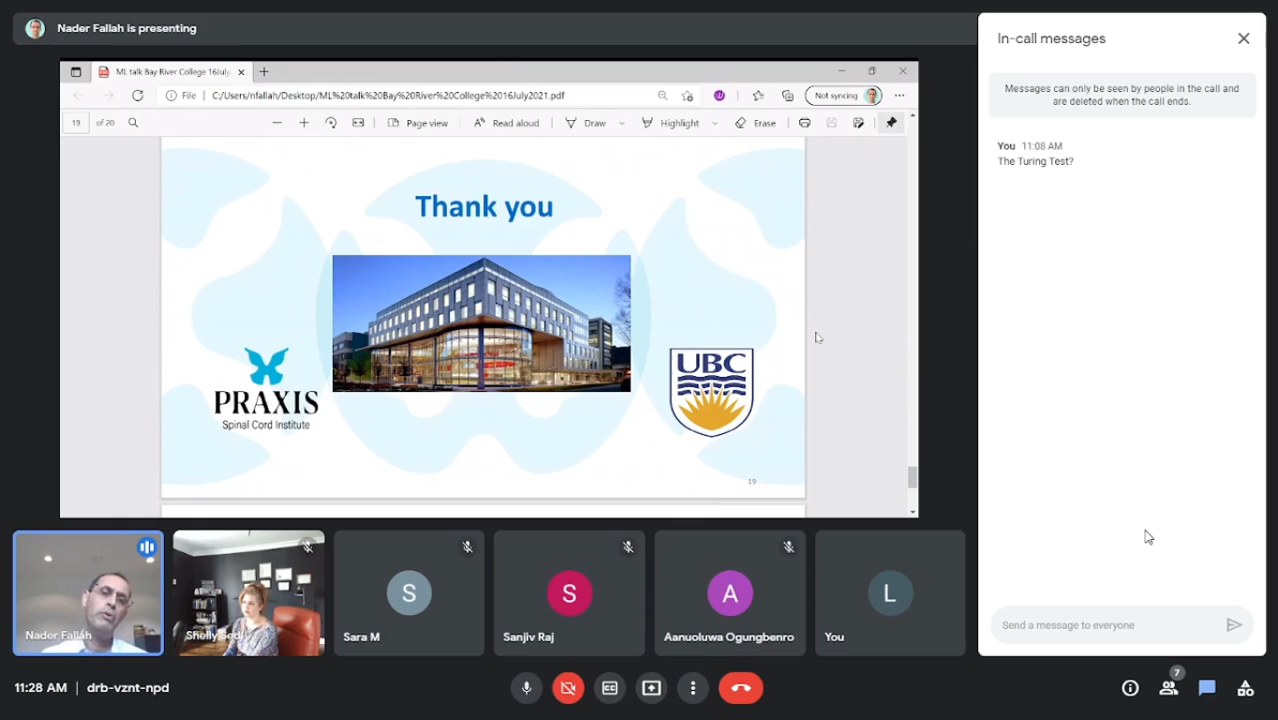 Nader Fallah is presenting
ML talk Bay River College 16July
File
C:/Users/nfallah/Desktop/ML%20talk%20Bay%20River%20College%2016July2021.pdf
Not syncing
19 of 20
Page view
Read aloud
Draw
Highlight
Erase
Thank you
PRAXIS
Spinal Cord Institute
UBC
19
Nader Fallah
Shelly Sedi
S
Sara M
S
Sanjiv Raj
A
Aanuoluwa Ogungbenro
L
You
11:28 AM | drb-vznt-npd
CC
7
In-call messages
Messages can only be seen by people in the call and
are deleted when the call ends.
You 11:08 AM
The Turing Test?
Send a message to everyone